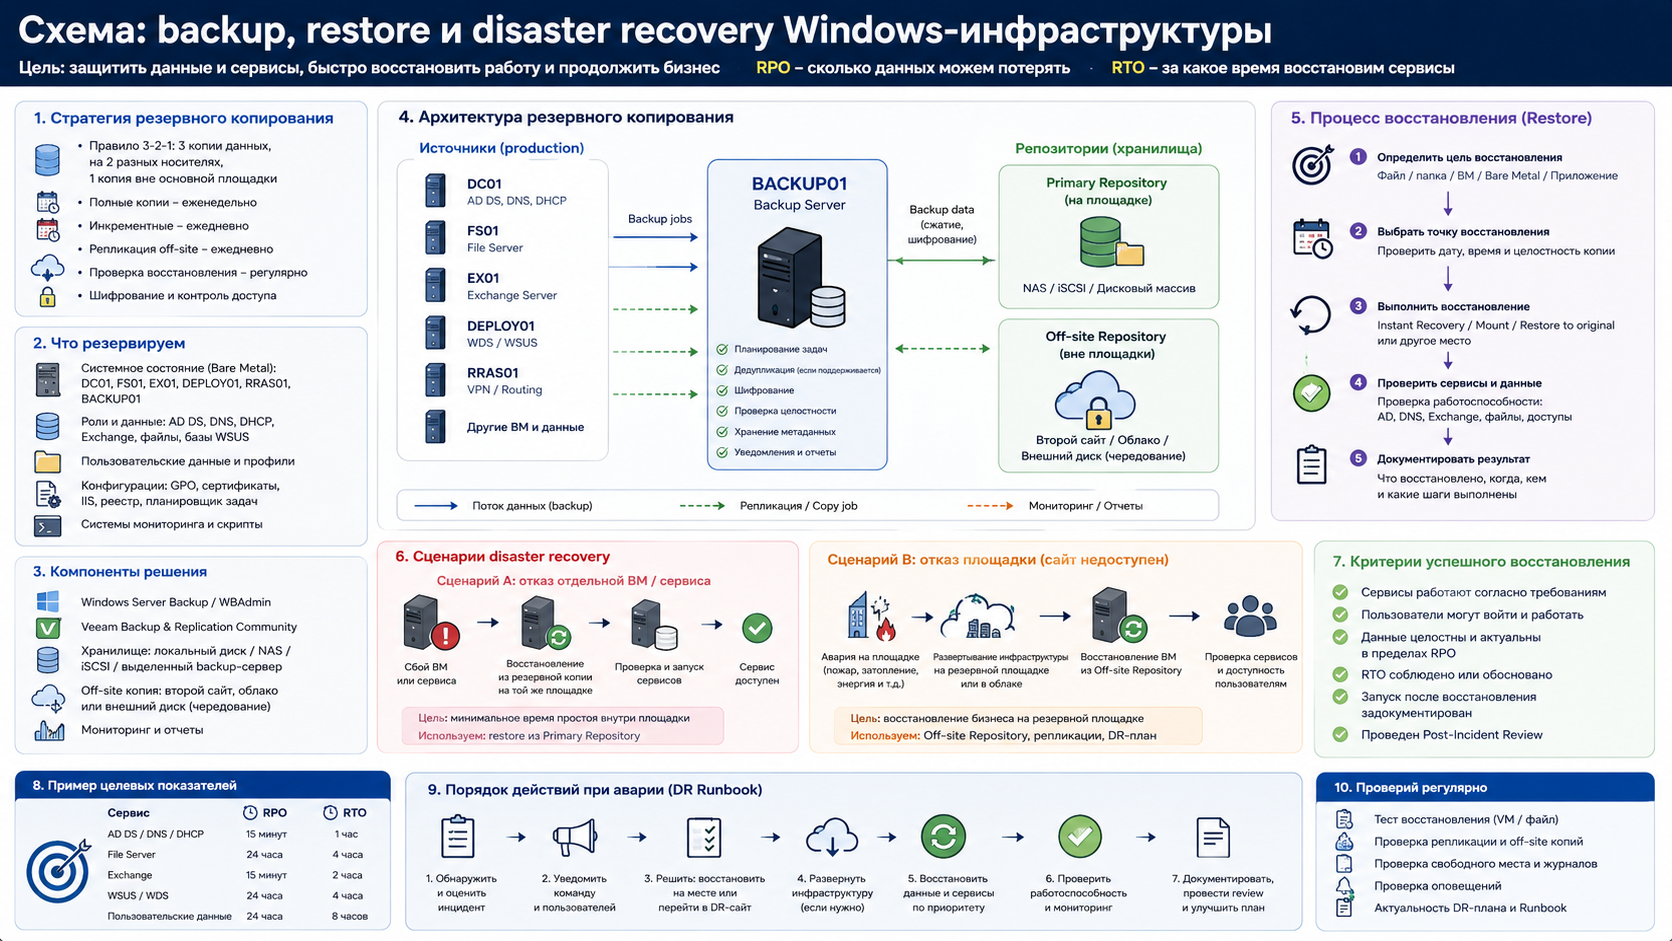 Схема: backup, restore и disaster recovery Windows-инфраструктуры
Цель: защитить данные и сервисы, быстро восстановить работу и продолжить бизнес
RPO – сколько данных можем потерять · RTO – за какое время восстановим сервисы
1. Стратегия резервного копирования
• Правило 3-2-1: 3 копии данных,
на 2 разных носителях,
1 копия вне основной площадки
• Полные копии – еженедельно
• Инкрементные – ежедневно
• Репликация off-site – ежедневно
• Проверка восстановления – регулярно
• Шифрование и контроль доступа
2. Что резервируем
Системное состояние (Bare Metal):
DC01, FS01, EX01, DEPLOY01, RRAS01,
BACKUP01
Роли и данные: AD DS, DNS, DHCP,
Exchange, файлы, базы WSUS
Пользовательские данные и профили
Конфигурации: GPO, сертификаты,
IIS, реестр, планировщик задач
Системы мониторинга и скрипты
3. Компоненты решения
Windows Server Backup / WBAdmin
Veeam Backup & Replication Community
Хранилище: локальный диск / NAS /
iSCSI / выделенный backup-сервер
Off-site копия: второй сайт, облако
или внешний диск (чередование)
Мониторинг и отчеты
4. Архитектура резервного копирования
Источники (production)
DC01
AD DS, DNS, DHCP
FS01
File Server
EX01
Exchange Server
DEPLOY01
WDS / WSUS
RRAS01
VPN / Routing
Другие ВМ и данные
Backup jobs
BACKUP01
Backup Server
Планирование задач
Дедупликация (если поддерживается)
Шифрование
Проверка целостности
Хранение метаданных
Уведомления и отчеты
Backup data
(сжатие,
шифрование)
Репозитории (хранилища)
Primary Repository
(на площадке)
NAS / iSCSI / Дисковый массив
Off-site Repository
(вне площадки)
Второй сайт / Облако /
Внешний диск (чередование)
Поток данных (backup)
Репликация / Copy job
Мониторинг / Отчеты
5. Процесс восстановления (Restore)
1 Определить цель восстановления
Файл / папка / ВМ / Bare Metal / Приложение
2 Выбрать точку восстановления
Проверить дату, время и целостность копии
3 Выполнить восстановление
Instant Recovery / Mount / Restore to original
или другое место
4 Проверить сервисы и данные
Проверка работоспособности:
AD, DNS, Exchange, файлы, доступы
5 Документировать результат
Что восстановлено, когда, кем
и какие шаги выполнены
6. Сценарии disaster recovery
Сценарий A: отказ отдельной ВМ / сервиса
Сбой ВМ
или сервиса
Восстановление
из резервной копии
на той же площадке
Проверка и запуск
сервисов
Сервис
доступен
Цель: минимальное время простоя внутри площадки
Используем: restore из Primary Repository
Сценарий B: отказ площадки (сайт недоступен)
Авария на площадке
(пожар, затопление,
энергия и т.д.)
Развертывание инфраструктуры
на резервной площадке
или в облаке
Восстановление ВМ
из Off-site Repository
Проверка сервисов
и доступность
пользователям
Цель: восстановление бизнеса на резервной площадке
Используем: Off-site Repository, репликации, DR-план
7. Критерии успешного восстановления
Сервисы работают согласно требованиям
Пользователи могут войти и работать
Данные целостны и актуальны
в пределах RPO
RTO соблюдено или обосновано
Запуск после восстановления
задокументирован
Проведен Post-Incident Review
8. Пример целевых показателей
Сервис RPO RTO
AD DS / DNS / DHCP 15 минут 1 час
File Server 24 часа 4 часа
Exchange 15 минут 2 часа
WSUS / WDS 24 часа 4 часа
Пользовательские данные 24 часа 8 часов
9. Порядок действий при аварии (DR Runbook)
1. Обнаружить
и оценить
инцидент
2. Уведомить
команду
и пользователей
3. Решить: восстановить
на месте или
перейти в DR-сайт
4. Развернуть
инфраструктуру
(если нужно)
5. Восстановить
данные и сервисы
по приоритету
6. Проверить
работоспособность
и мониторинг
7. Документировать,
провести review
и улучшить план
10. Проверий регулярно
Тест восстановления (VM / файл)
Проверка репликации и off-site копий
Проверка свободного места и журналов
Проверка оповещений
Актуальность DR-плана и Runbook